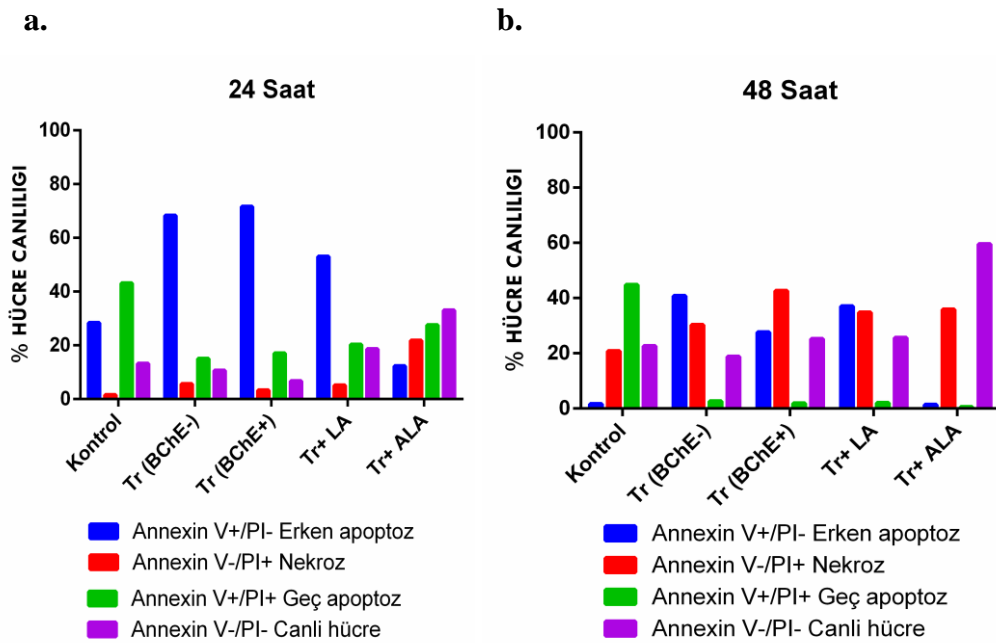 a.
24 Saat
% HÜCRE CANLILIGI
100
80
60
40
20
0
Kontrol
Tr (BChE-)
Tr (BChE+)
Tr+ LA
Tr+ ALA
Annexin V+/PI- Erken apoptoz
Annexin V-/PI+ Nekroz
Annexin V+/PI+ Geç apoptoz
Annexin V-/PI- Canli hücre
b.
48 Saat
% HÜCRE CANLILIGI
100
80
60
40
20
0
Kontrol
Tr (BChE-)
Tr (BChE+)
Tr+ LA
Tr+ ALA
Annexin V+/PI- Erken apoptoz
Annexin V-/PI+ Nekroz
Annexin V+/PI+ Geç apoptoz
Annexin V-/PI- Canli hücre